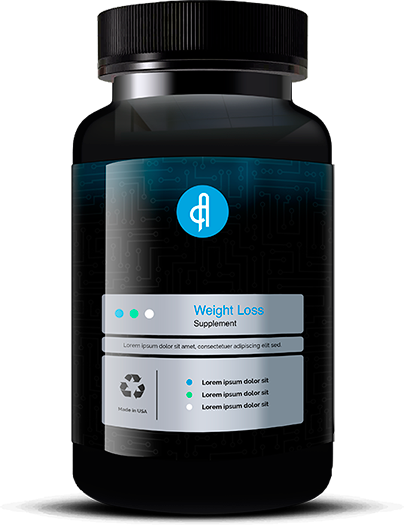 Weight Loss
Supplement
Lorem ipsum dolor sit amet, consectetuer adipiscing elit sed.
Lorem ipsum dolor sit
Lorem ipsum dolor sit
Lorem ipsum dolor sit
Made in USA